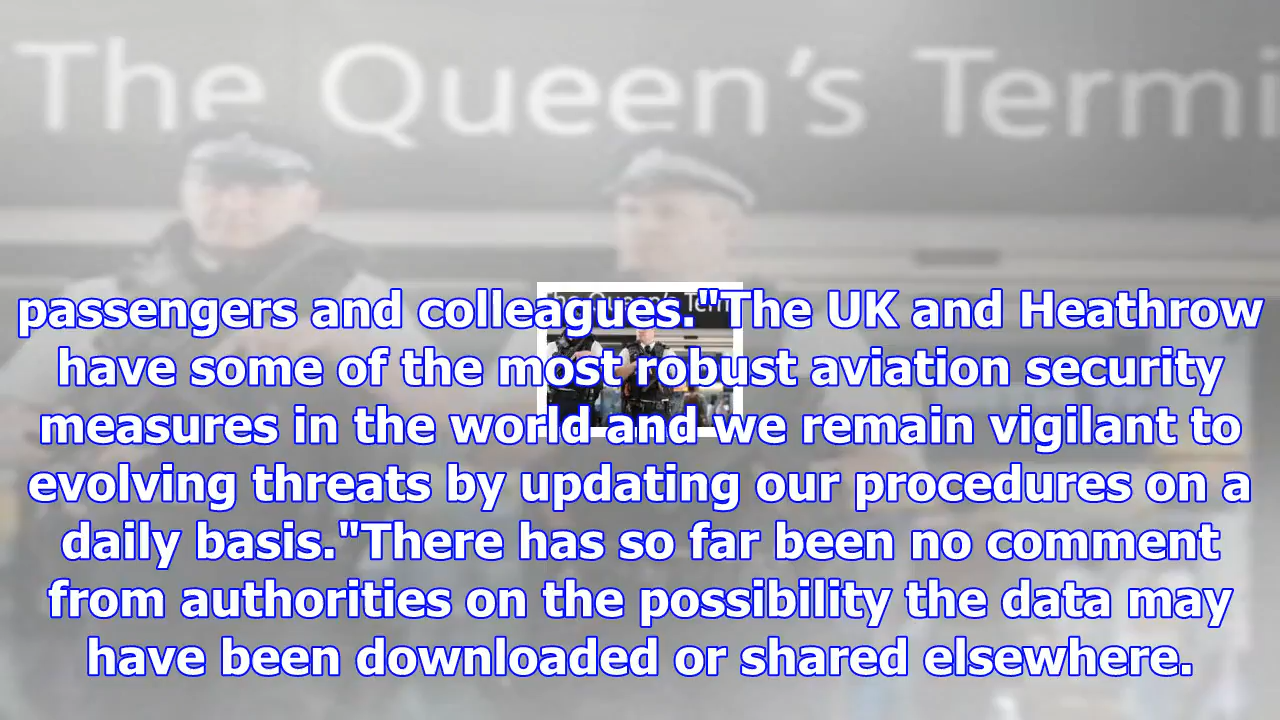 The Queen's Termi
he Queen's Term
passengers and colleagues."The UK and Heathrow
have some of the most robust aviation security
measures in the world and we remain vigilant to
evolving threats by updating our procedures on a
daily basis."There has so far been no comment
from authorities on the possibility the data may
have been downloaded or shared elsewhere.